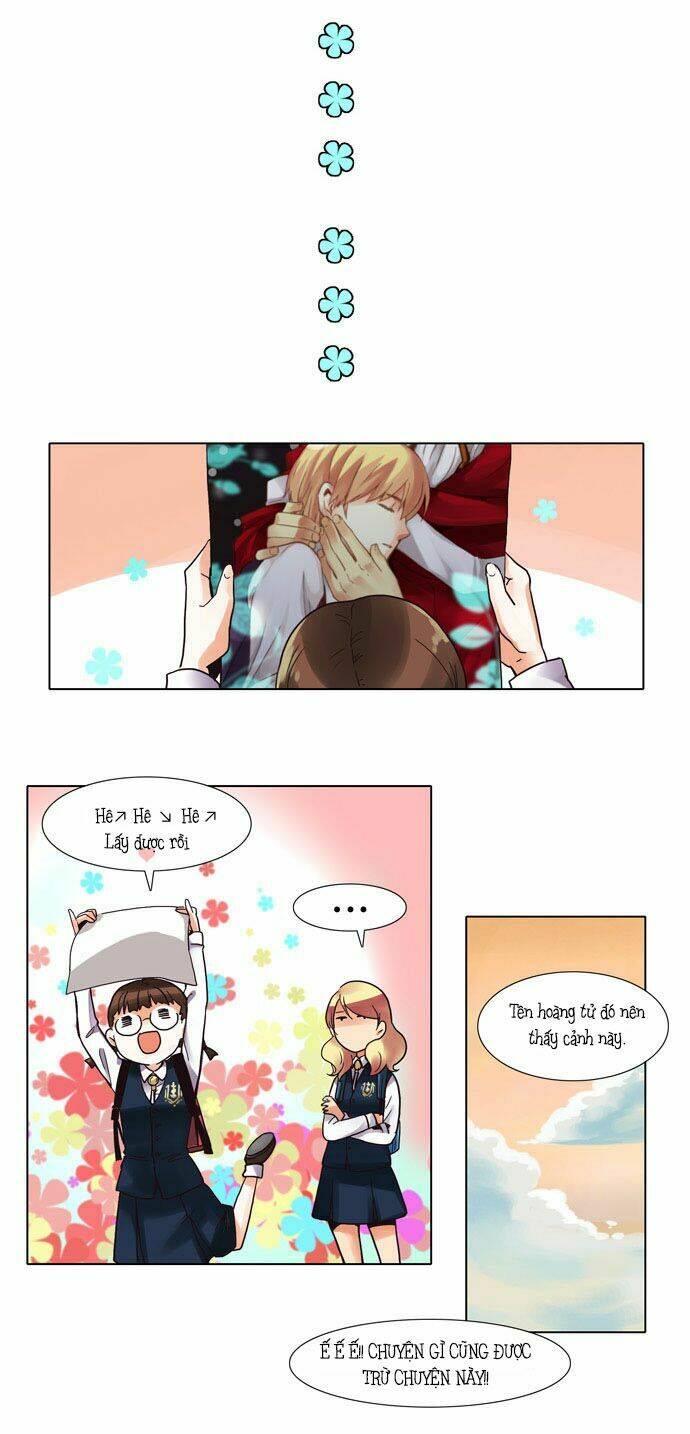 Hê↗ Hê ↘ Hê ↗
Lấy được rồi
...
Tên hoàng tử đó nên
thấy cảnh này.
Ế Ế Ế!! CHUYỆN GÌ CŨNG ĐƯỢC
TRỪ CHUYỆN NÀY!!